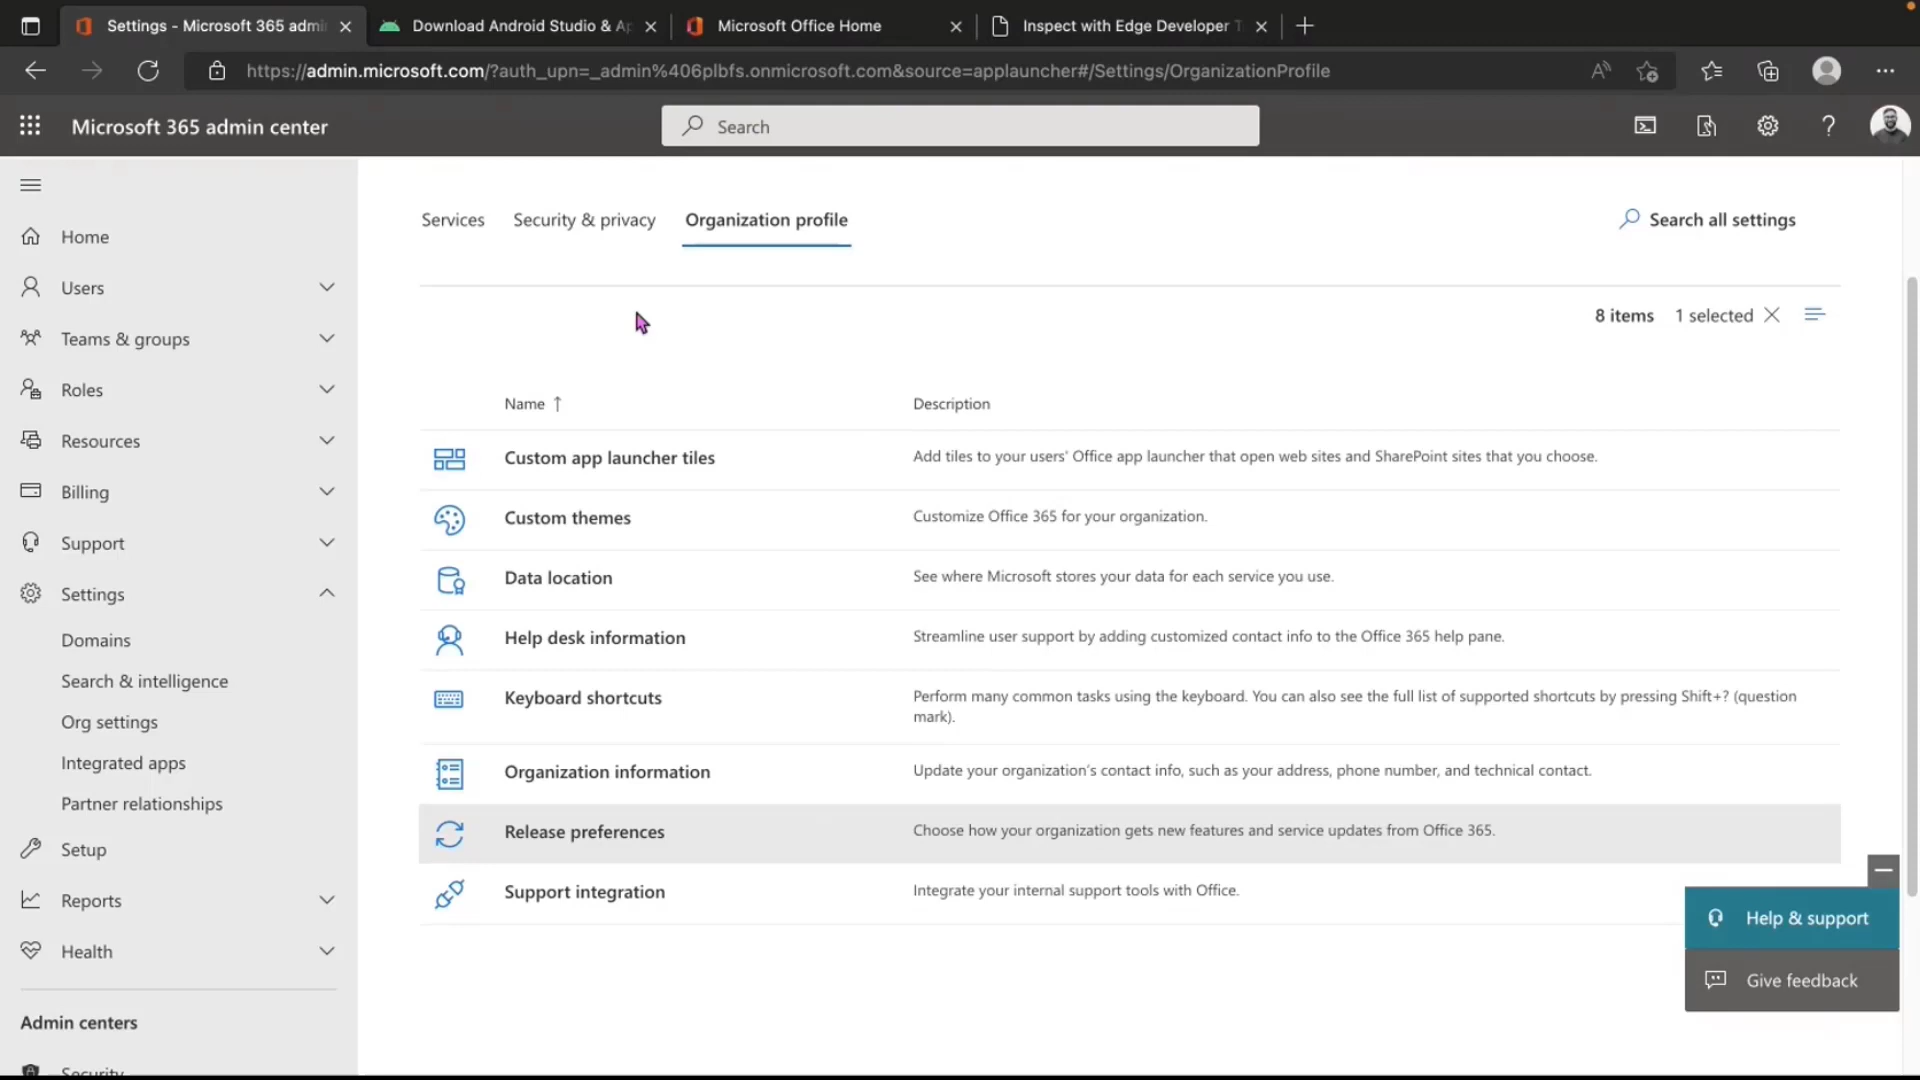 Settings - Microsoft 365 admi
Download Android Studio & Ap
Microsoft Office Home
Inspect with Edge Developer T
https://admin.microsoft.com/?auth_upn=_admin%406plbfs.onmicrosoft.com&source=applauncher#/Settings/OrganizationProfile
Microsoft 365 admin center
Search
Home
Users
Teams & groups
Roles
Resources
Billing
Support
Settings
Domains
Search & intelligence
Org settings
Integrated apps
Partner relationships
Setup
Reports
Health
Admin centers
Security
Services
Security & privacy
Organization profile
Search all settings
8 items
1 selected
Name ↑
Description
Custom app launcher tiles
Add tiles to your users' Office app launcher that open web sites and SharePoint sites that you choose.
Custom themes
Customize Office 365 for your organization.
Data location
See where Microsoft stores your data for each service you use.
Help desk information
Streamline user support by adding customized contact info to the Office 365 help pane.
Keyboard shortcuts
Perform many common tasks using the keyboard. You can also see the full list of supported shortcuts by pressing Shift+? (question
mark).
Organization information
Update your organization's contact info, such as your address, phone number, and technical contact.
Release preferences
Choose how your organization gets new features and service updates from Office 365.
Support integration
Integrate your internal support tools with Office.
Help & support
Give feedback